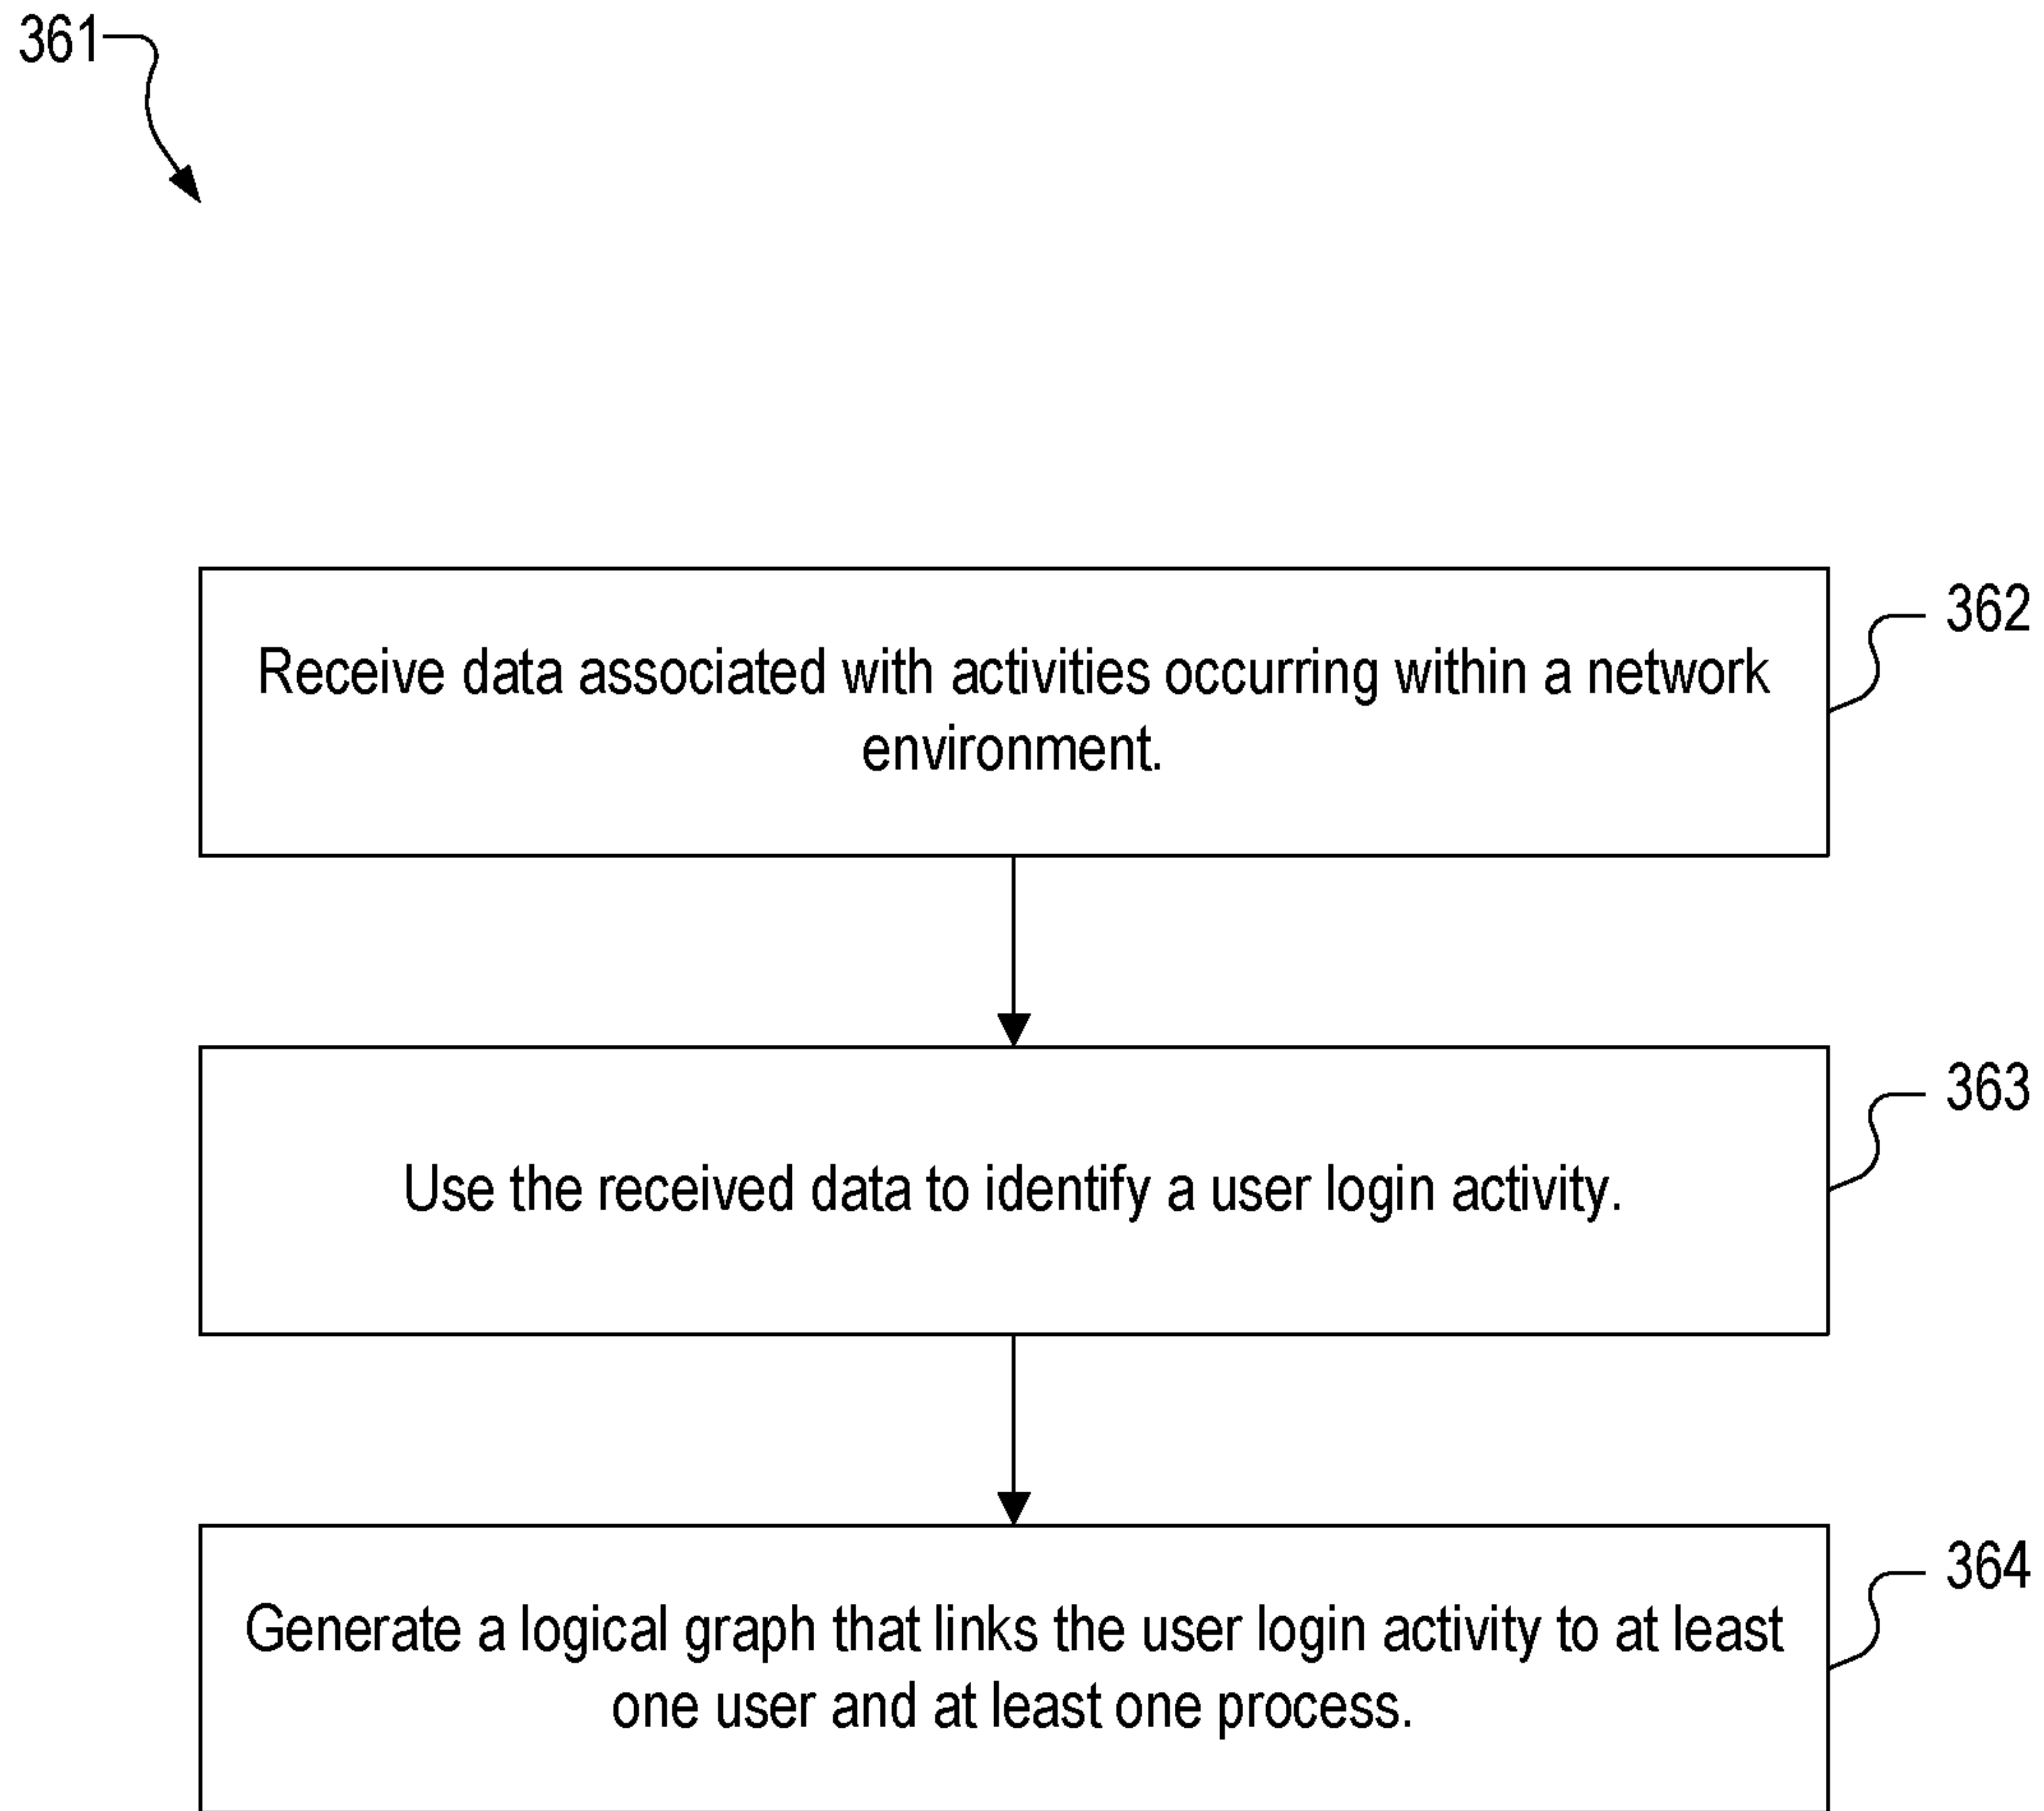 361
362
Receive data associated with activities occurring within a network
environment.
363
Use the received data to identify a user login activity.
364
Generate a logical graph that links the user login activity to at least
one user and at least one process.